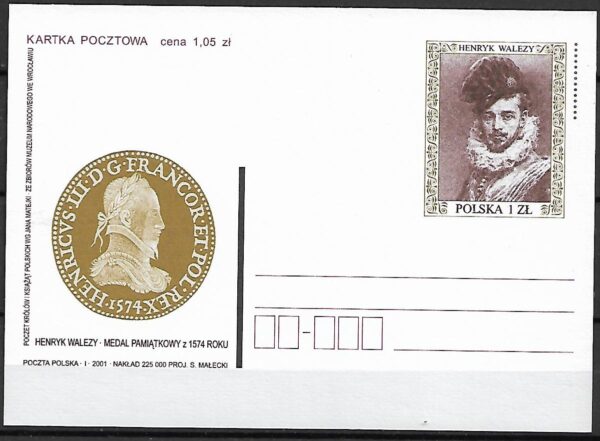 KARTKA POCZTOWA cena 1,05 zł
HENRYK WALEZY
POLSKA 1 ZŁ
POCZET KRÓLÓW I KSIĄŻĄT POLSKICH WG JANA MATEJKI · ZE ZBIORÓW MUZEUM NARODOWEGO WE WROCŁAWIU
HENRICVS·III·D·G·FRANCOR·ET·POL·REX
·1574·
HENRYK WALEZY · MEDAL PAMIĄTKOWY z 1574 ROKU
POCZTA POLSKA · I · 2001 · NAKŁAD 225 000 PROJ. S. MAŁECKI